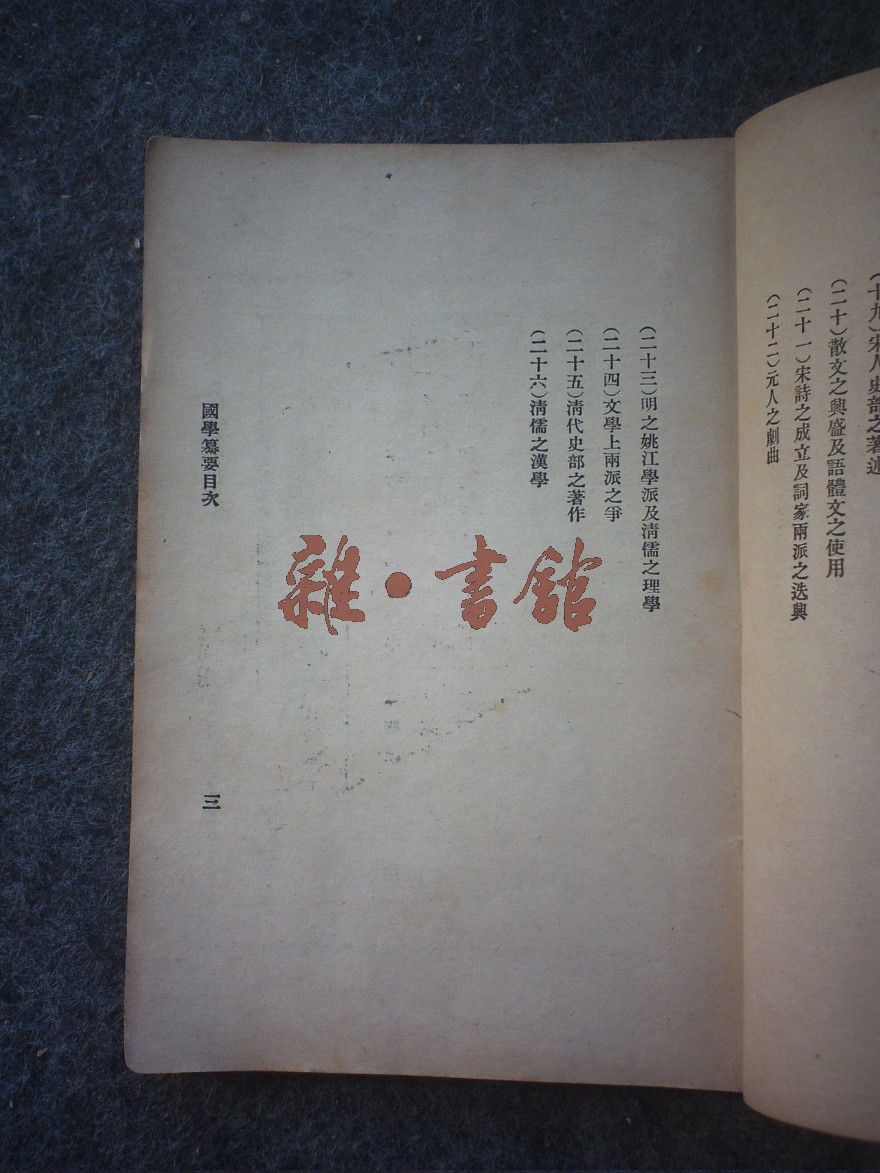 (十九)宋人史部之著述
(二十)散文之興盛及語體文之使用
(二十一)宋詩之成立及詞家兩派之迭興
(二十二)元人之劇曲
(二十三)明之姚江學派及清儒之理學
(二十四)文學上兩派之爭
(二十五)清代史部之著作
(二十六)清儒之漢學
國學纂要目次
三
雜·書館